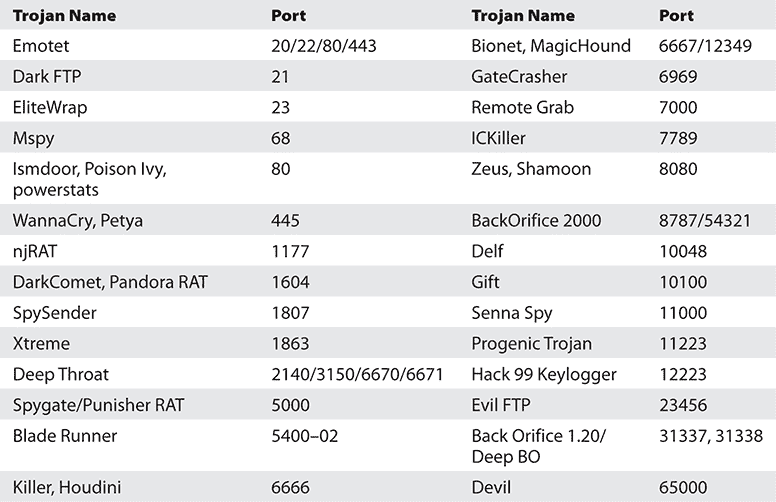 Trojan Name Port Trojan Name Port
Emotet 20/22/80/443 Bionet, MagicHound 6667/12349
Dark FTP 21 GateCrasher 6969
EliteWrap 23 Remote Grab 7000
Mspy 68 ICKiller 7789
Ismdoor, Poison Ivy, 80 Zeus, Shamoon 8080
powerstats
WannaCry, Petya 445 BackOrifice 2000 8787/54321
njRAT 1177 Delf 10048
DarkComet, Pandora RAT 1604 Gift 10100
SpySender 1807 Senna Spy 11000
Xtreme 1863 Progenic Trojan 11223
Deep Throat 2140/3150/6670/6671 Hack 99 Keylogger 12223
Spygate/Punisher RAT 5000 Evil FTP 23456
Blade Runner 5400–02 Back Orifice 1.20/ 31337, 31338
Deep BO
Killer, Houdini 6666 Devil 65000